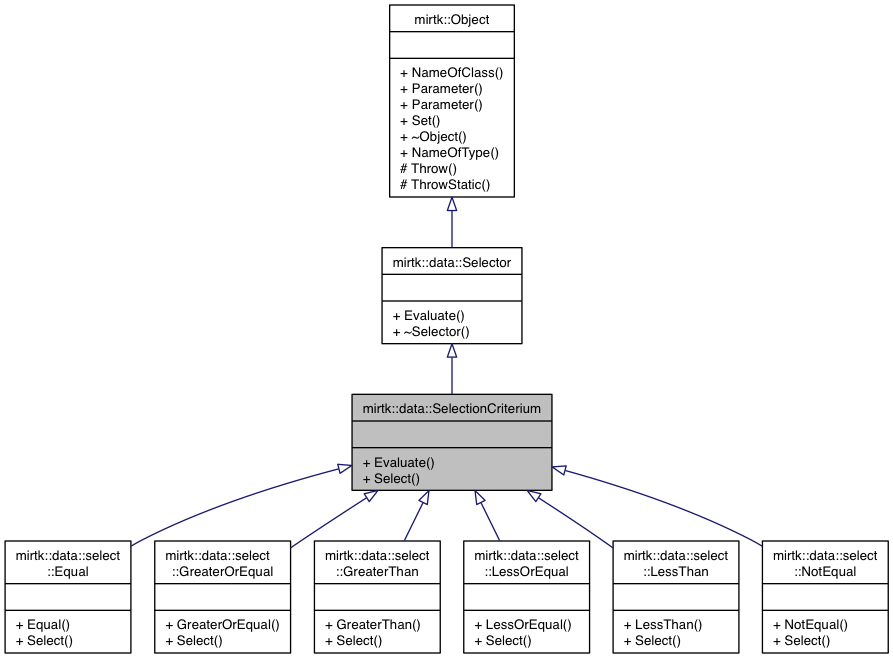 mirtk::Object
+ NameOfClass()
+ Parameter()
+ Parameter()
+ Set()
+ ~Object()
+ NameOfType()
# Throw()
# ThrowStatic()
mirtk::data::Selector
+ Evaluate()
+ ~Selector()
mirtk::data::SelectionCriterium
+ Evaluate()
+ Select()
mirtk::data::select
::Equal
+ Equal()
+ Select()
mirtk::data::select
::GreaterOrEqual
+ GreaterOrEqual()
+ Select()
mirtk::data::select
::GreaterThan
+ GreaterThan()
+ Select()
mirtk::data::select
::LessOrEqual
+ LessOrEqual()
+ Select()
mirtk::data::select
::LessThan
+ LessThan()
+ Select()
mirtk::data::select
::NotEqual
+ NotEqual()
+ Select()